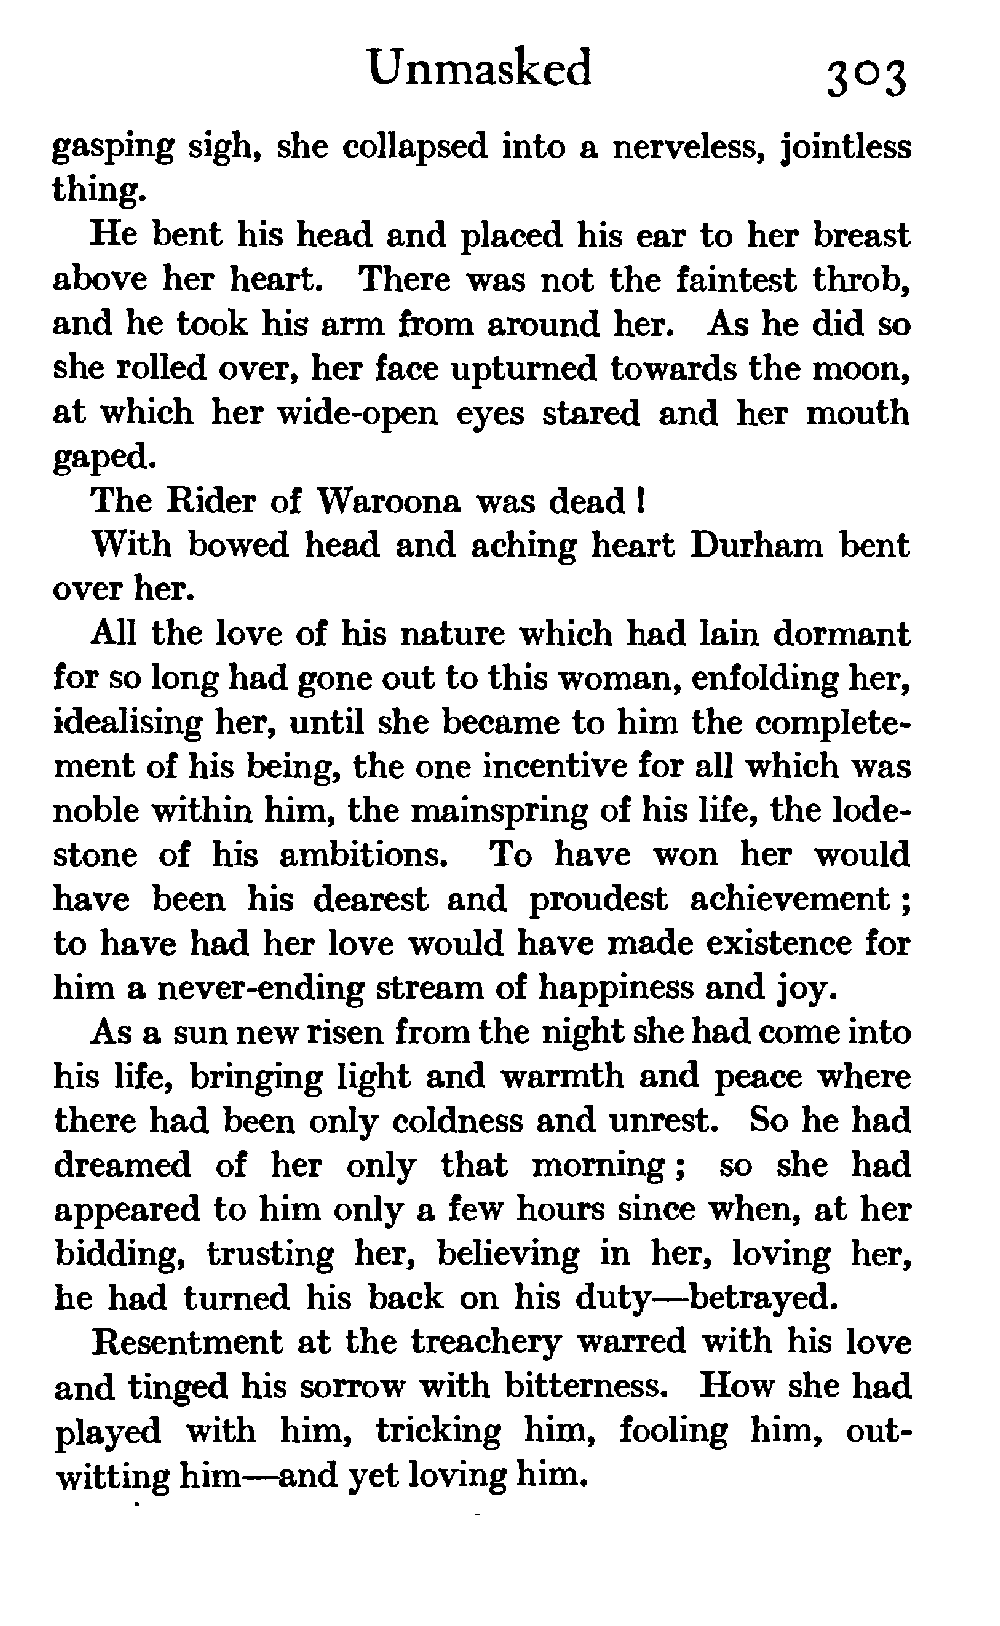 Unmasked 303
gasping sigh, she collapsed into a nerveless, jointless
thing.
He bent his head and placed his ear to her breast
above her heart. There was not the faintest throb,
and he took his arm from around her. As he did so
she rolled over, her face upturned towards the moon,
at which her wide-open eyes stared and her mouth
gaped.
The Rider of Waroona was dead !
With bowed head and aching heart Durham bent
over her.
All the love of his nature which had lain dormant
for so long had gone out to this woman, enfolding her,
idealising her, until she became to him the complete-
ment of his being, the one incentive for all which was
noble within him, the mainspring of his life, the lode-
stone of his ambitions. To have won her would
have been his dearest and proudest achievement ;
to have had her love would have made existence for
him a never-ending stream of happiness and joy.
As a sun new risen from the night she had come into
his life, bringing light and warmth and peace where
there had been only coldness and unrest. So he had
dreamed of her only that morning ; so she had
appeared to him only a few hours since when, at her
bidding, trusting her, believing in her, loving her,
he had turned his back on his duty—betrayed.
Resentment at the treachery warred with his love
and tinged his sorrow with bitterness. How she had
played with him, tricking him, fooling him, out-
witting him—and yet loving him.